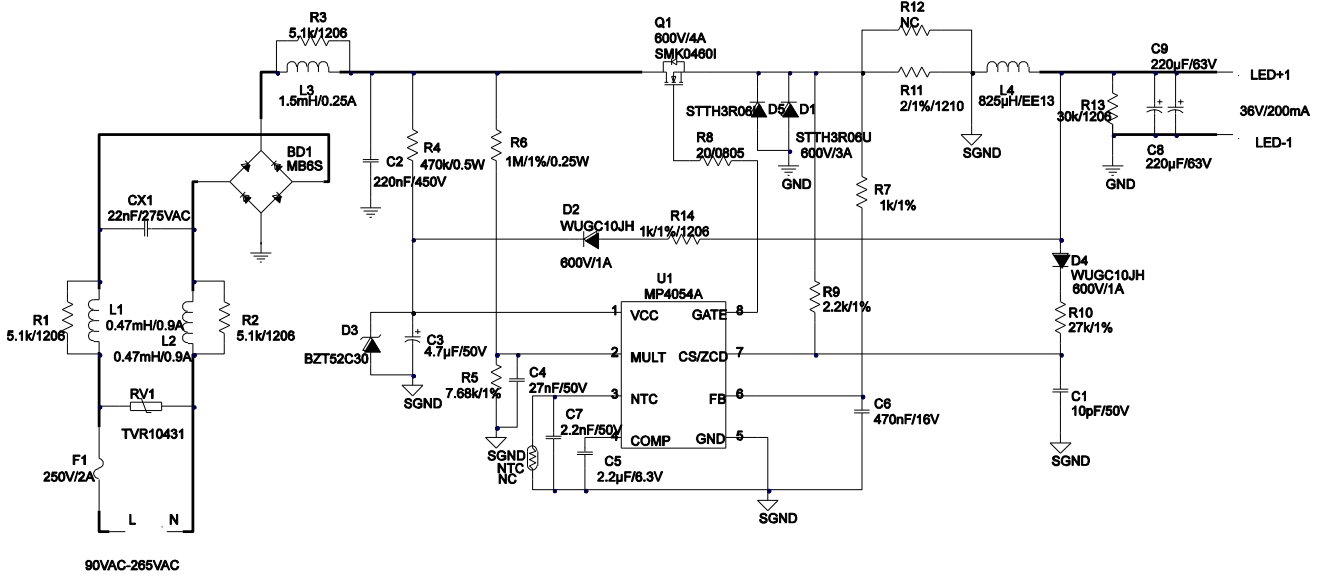 R3
5.1k/1206
L3
1.5mH/0.25A
Q1
600V/4A
SMK0460I
R12
NC
R11
2/1%/1210
L4
825µH/EE13
C9
220µF/63V
LED+1
36V/200mA
LED-1
R13
30k/1206
C8
220µF/63V
GND
SGND
BD1
MB6S
CX1
22nF/275VAC
C2
220nF/450V
R4
470k/0.5W
R6
1M/1%/0.25W
R8
20/0805
D5
D1
STTH3R06U
600V/3A
GND
R7
1k/1%
D2
WUGC10JH
600V/1A
R14
1k/1%/1206
D4
WUGC10JH
600V/1A
R10
27k/1%
R9
2.2k/1%
U1
MP4054A
1
VCC
GATE
8
2
MULT
CS/ZCD
7
3
NTC
FB
6
4
COMP
GND
5
R1
5.1k/1206
L1
0.47mH/0.9A
L2
0.47mH/0.9A
R2
5.1k/1206
D3
BZT52C30
C3
4.7µF/50V
SGND
R5
7.68k/1%
C4
27nF/50V
SGND
NTC
NC
C7
2.2nF/50V
C5
2.2µF/6.3V
C6
470nF/16V
SGND
C1
10pF/50V
SGND
RV1
TVR10431
F1
250V/2A
L
N
90VAC-265VAC